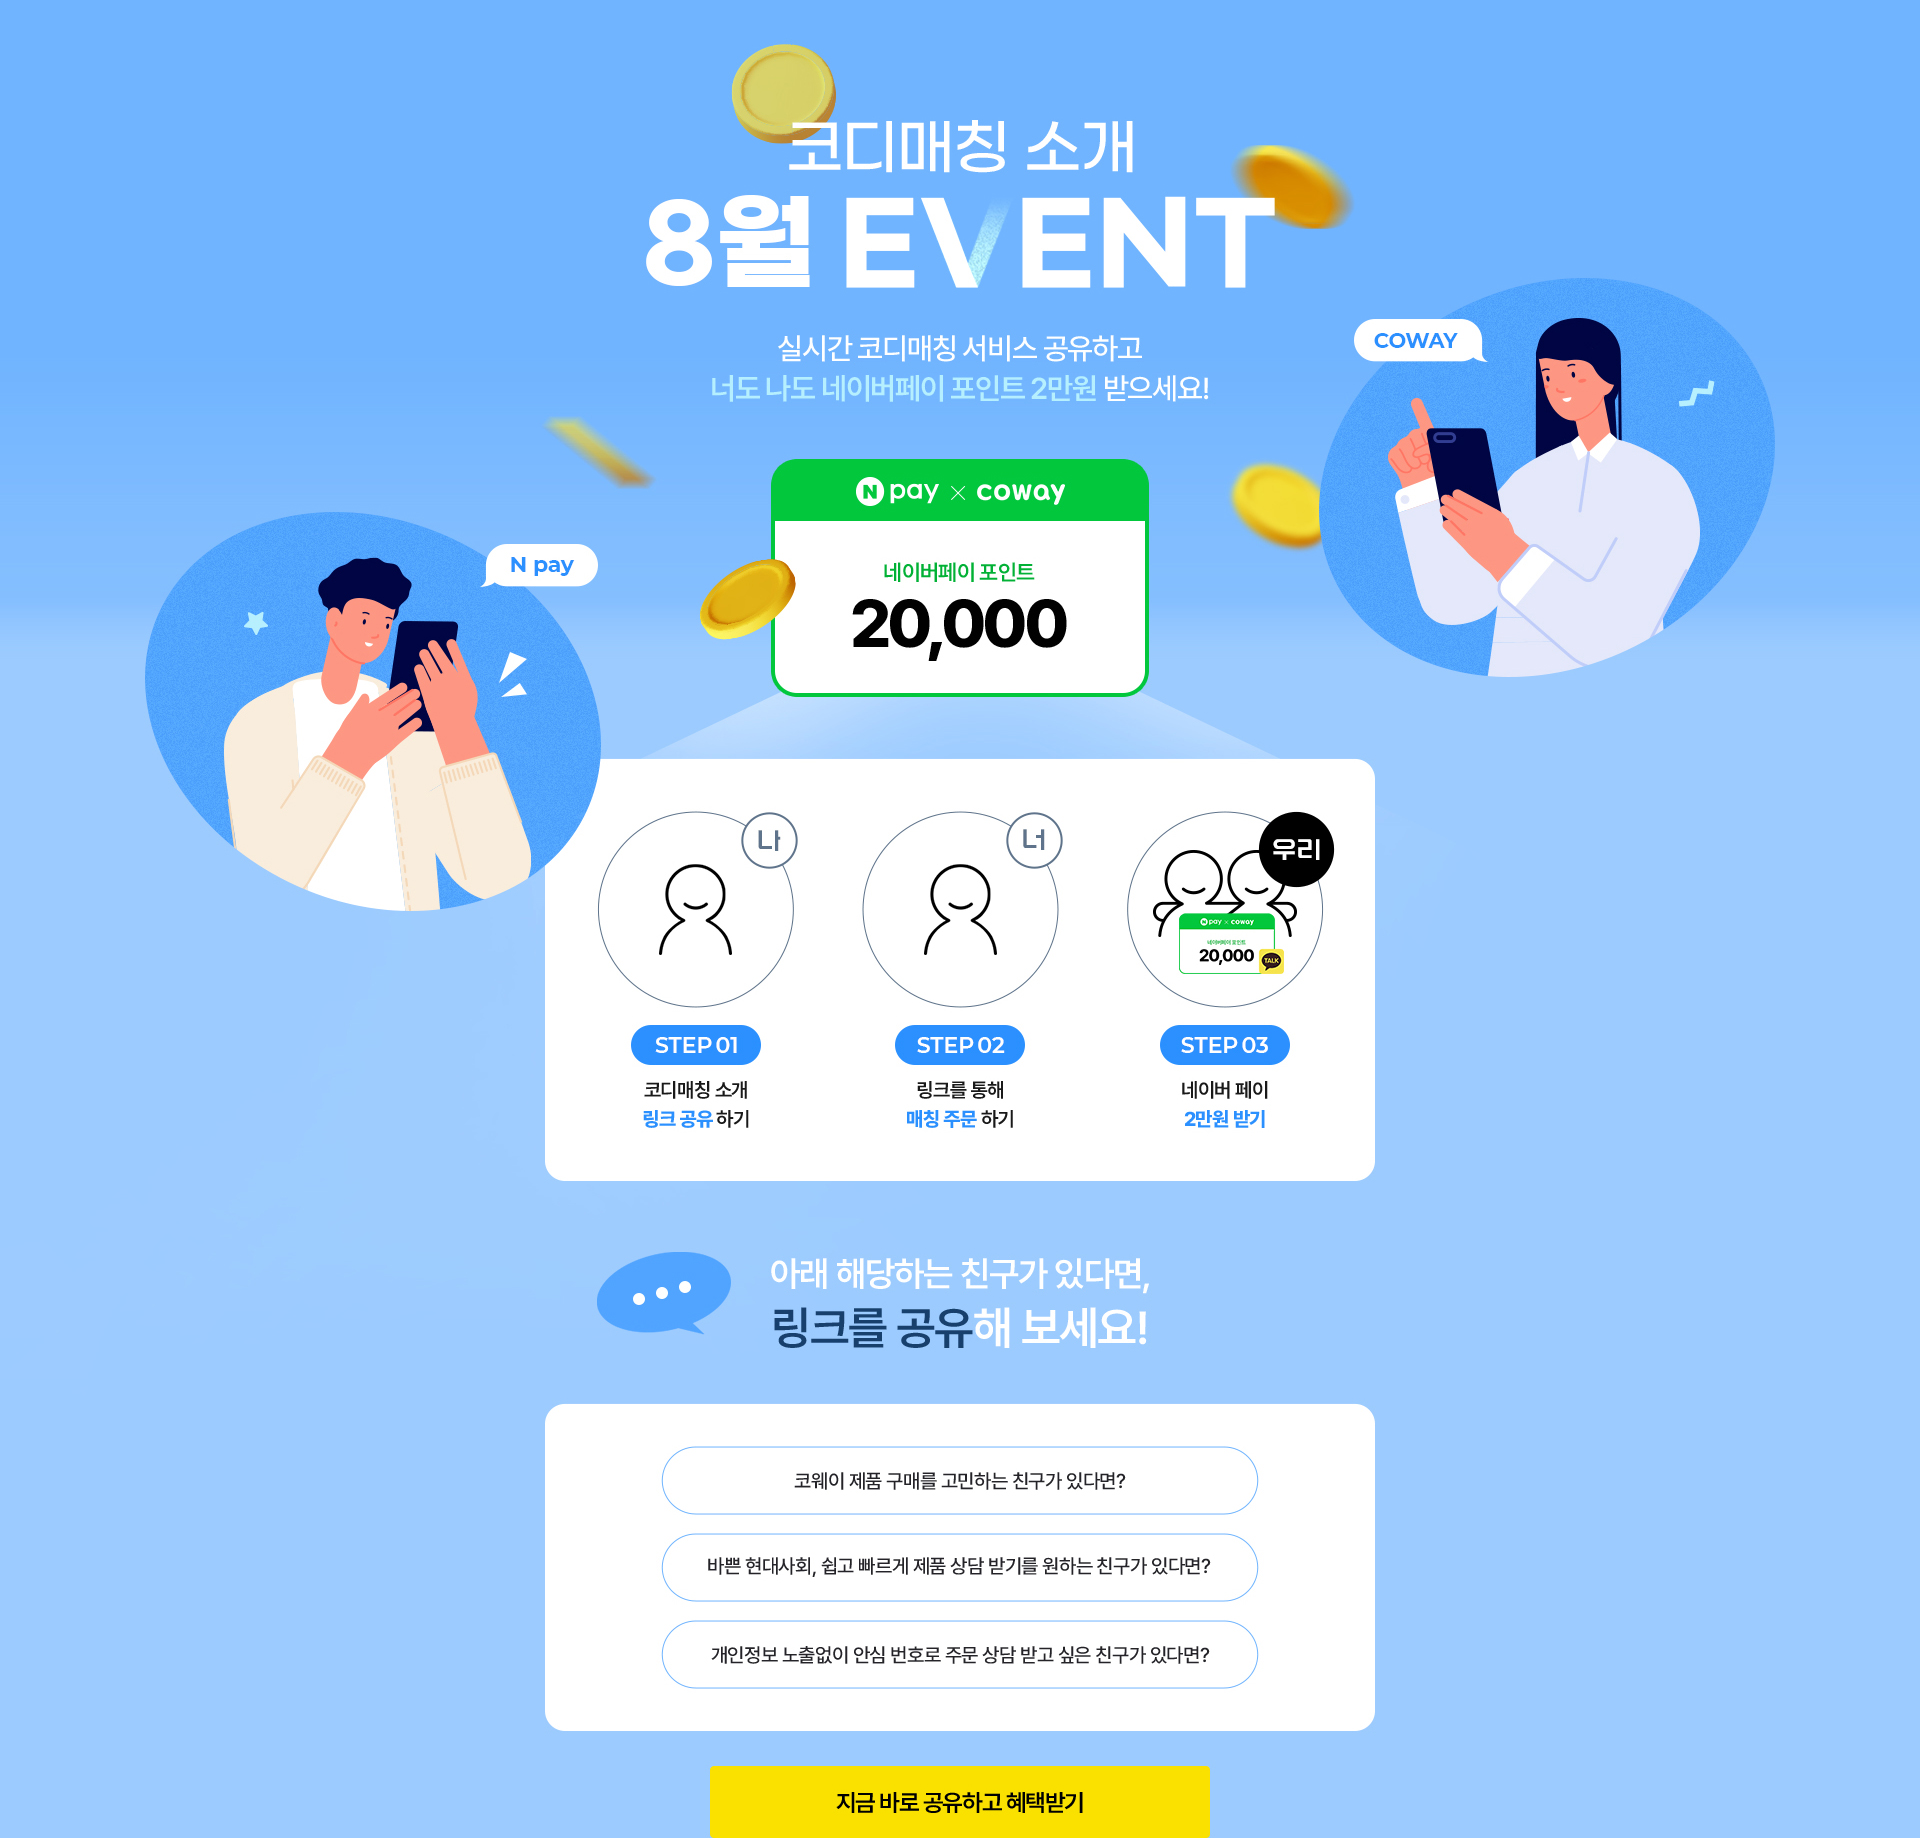 코디매칭 소개
8월 EVENT
실시간 코디매칭 서비스 공유하고
너도 나도 네이버페이 포인트 2만원 받으세요!
COWAY
N pay
N pay × coway
네이버페이 포인트
20,000
나
너
우리
N pay × coway
네이버페이 포인트
20,000
TALK
STEP 01
코디매칭 소개
링크 공유 하기
STEP 02
링크를 통해
매칭 주문 하기
STEP 03
네이버 페이
2만원 받기
아래 해당하는 친구가 있다면,
링크를 공유해 보세요!
코웨이 제품 구매를 고민하는 친구가 있다면?
바쁜 현대사회, 쉽고 빠르게 제품 상담 받기를 원하는 친구가 있다면?
개인정보 노출없이 안심 번호로 주문 상담 받고 싶은 친구가 있다면?
지금 바로 공유하고 혜택받기